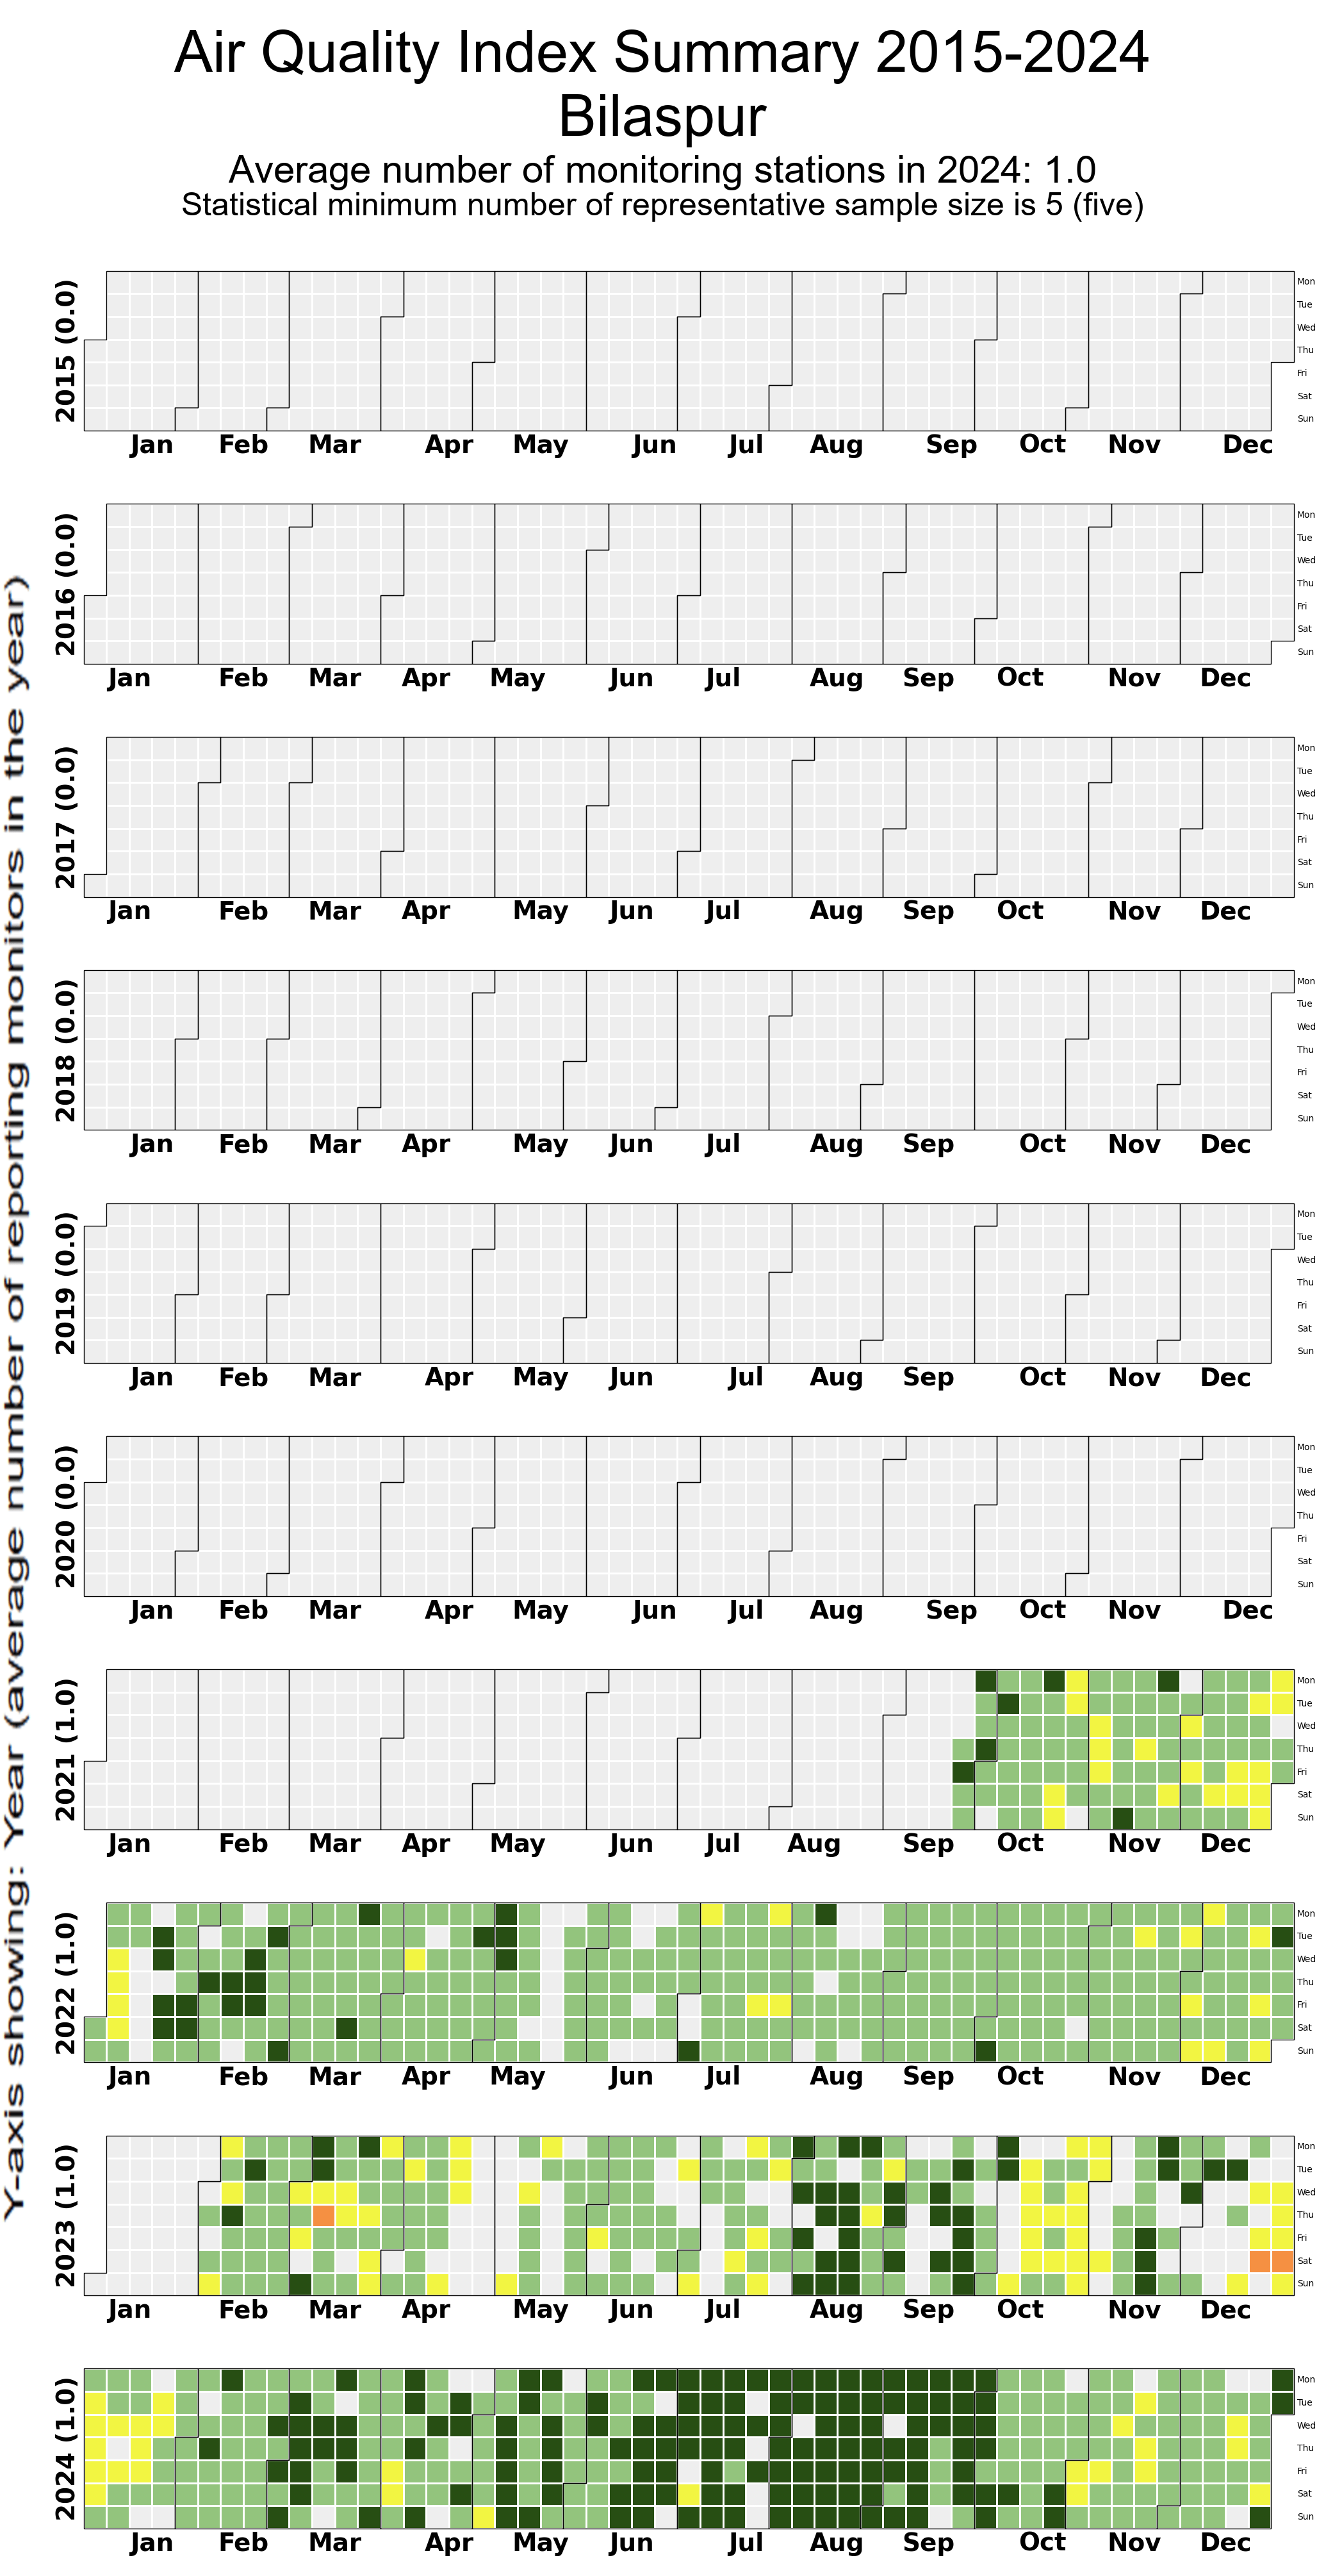 Air Quality Index Summary 2015-2024
Bilaspur
Average number of monitoring stations in 2024: 1.0
Statistical minimum number of representative sample size is 5 (five)
Y-axis showing: Year (average number of reporting monitors in the year)
2015 (0.0)
Mon
Tue
Wed
Thu
Fri
Sat
Sun
Jan Feb Mar Apr May Jun Jul Aug Sep Oct Nov Dec
2016 (0.0)
Mon
Tue
Wed
Thu
Fri
Sat
Sun
Jan Feb Mar Apr May Jun Jul Aug Sep Oct Nov Dec
2017 (0.0)
Mon
Tue
Wed
Thu
Fri
Sat
Sun
Jan Feb Mar Apr May Jun Jul Aug Sep Oct Nov Dec
2018 (0.0)
Mon
Tue
Wed
Thu
Fri
Sat
Sun
Jan Feb Mar Apr May Jun Jul Aug Sep Oct Nov Dec
2019 (0.0)
Mon
Tue
Wed
Thu
Fri
Sat
Sun
Jan Feb Mar Apr May Jun Jul Aug Sep Oct Nov Dec
2020 (0.0)
Mon
Tue
Wed
Thu
Fri
Sat
Sun
Jan Feb Mar Apr May Jun Jul Aug Sep Oct Nov Dec
2021 (1.0)
Mon
Tue
Wed
Thu
Fri
Sat
Sun
Jan Feb Mar Apr May Jun Jul Aug Sep Oct Nov Dec
2022 (1.0)
Mon
Tue
Wed
Thu
Fri
Sat
Sun
Jan Feb Mar Apr May Jun Jul Aug Sep Oct Nov Dec
2023 (1.0)
Mon
Tue
Wed
Thu
Fri
Sat
Sun
Jan Feb Mar Apr May Jun Jul Aug Sep Oct Nov Dec
2024 (1.0)
Mon
Tue
Wed
Thu
Fri
Sat
Sun
Jan Feb Mar Apr May Jun Jul Aug Sep Oct Nov Dec